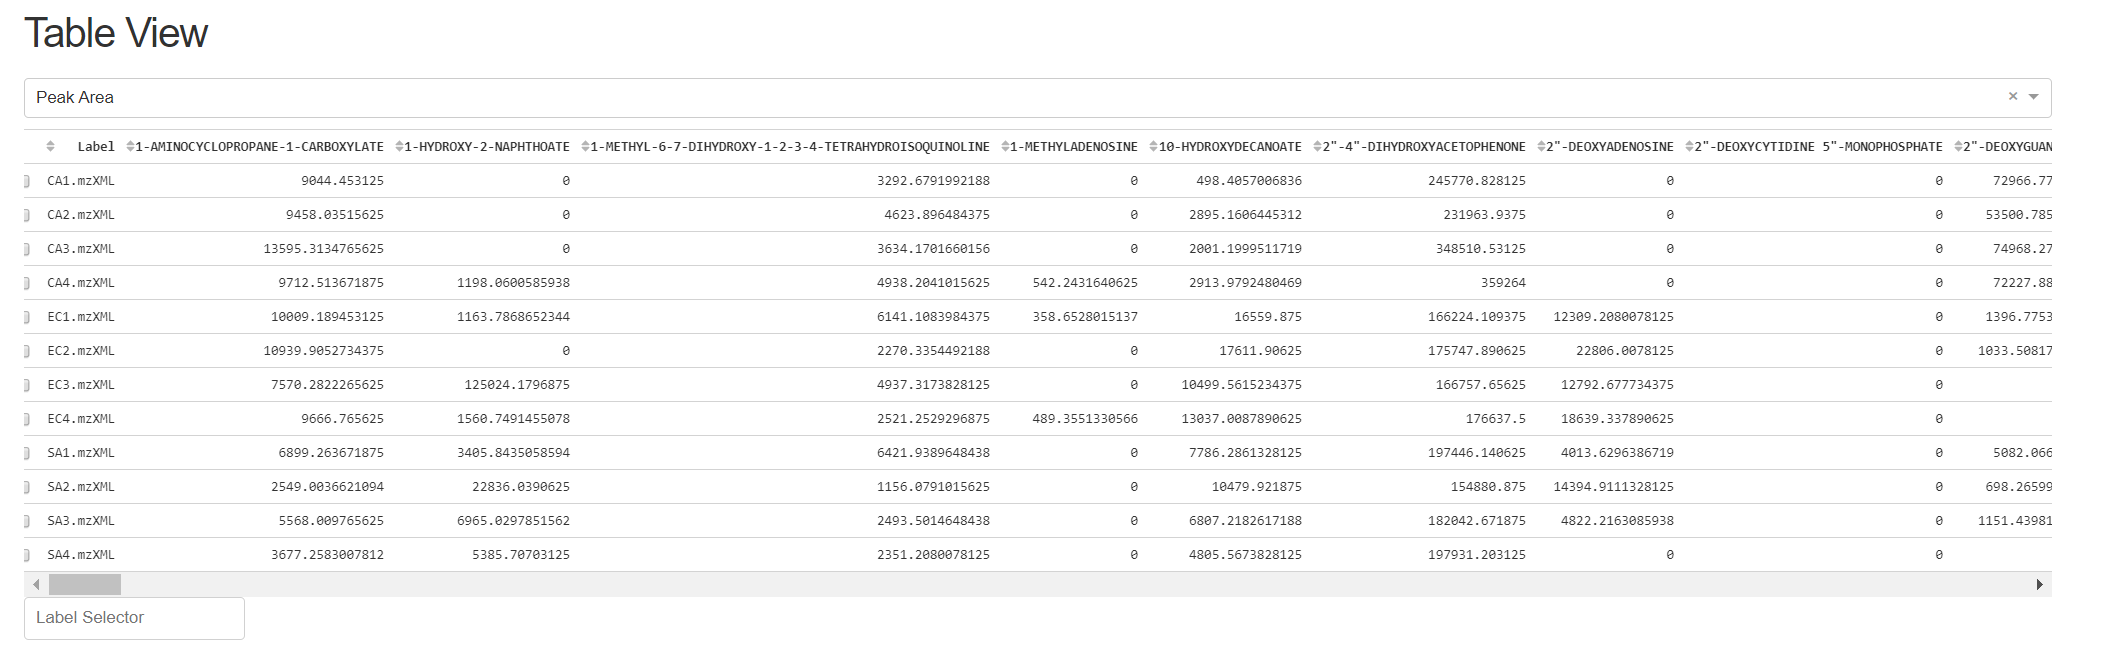 Table View
Peak Area
Label 1-AMINOCYCLOPROPANE-1-CARBOXYLATE 1-HYDROXY-2-NAPHTHOATE 1-METHYL-6-7-DIHYDROXY-1-2-3-4-TETRAHYDROISOQUINOLINE 1-METHYLADENOSINE 10-HYDROXYDECANOATE 2"-4"-DIHYDROXYACETOPHENONE 2"-DEOXYADENOSINE 2"-DEOXYCYTIDINE 5"-MONOPHOSPHATE 2"-DEOXYGUAN
CA1.mzXML 9044.453125 0 3292.6791992188 0 498.4057006836 245770.828125 0 0 72966.77
CA2.mzXML 9458.03515625 0 4623.896484375 0 2895.1606445312 231963.9375 0 0 53500.785
CA3.mzXML 13595.3134765625 0 3634.1701660156 0 2001.1999511719 348510.53125 0 0 74968.27
CA4.mzXML 9712.513671875 1198.0600585938 4938.2041015625 542.2431640625 2913.9792480469 359264 0 0 72227.88
EC1.mzXML 10009.189453125 1163.7868652344 6141.1083984375 358.6528015137 16559.875 166224.109375 12309.2080078125 0 1396.7753
EC2.mzXML 10939.9052734375 0 2270.3354492188 0 17611.90625 175747.890625 22806.0078125 0 1033.50817
EC3.mzXML 7570.2822265625 125024.1796875 4937.3173828125 0 10499.5615234375 166757.65625 12792.677734375 0
EC4.mzXML 9666.765625 1560.7491455078 2521.2529296875 489.3551330566 13037.0087890625 176637.5 18639.337890625 0
SA1.mzXML 6899.263671875 3405.8435058594 6421.9389648438 0 7786.2861328125 197446.140625 4013.6296386719 0 5082.066
SA2.mzXML 2549.0036621094 22836.0390625 1156.0791015625 0 10479.921875 154880.875 14394.9111328125 0 698.26599
SA3.mzXML 5568.009765625 6965.0297851562 2493.5014648438 0 6807.2182617188 182042.671875 4822.2163085938 0 1151.43981
SA4.mzXML 3677.2583007812 5385.70703125 2351.2080078125 0 4805.5673828125 197931.203125 0 0
Label Selector